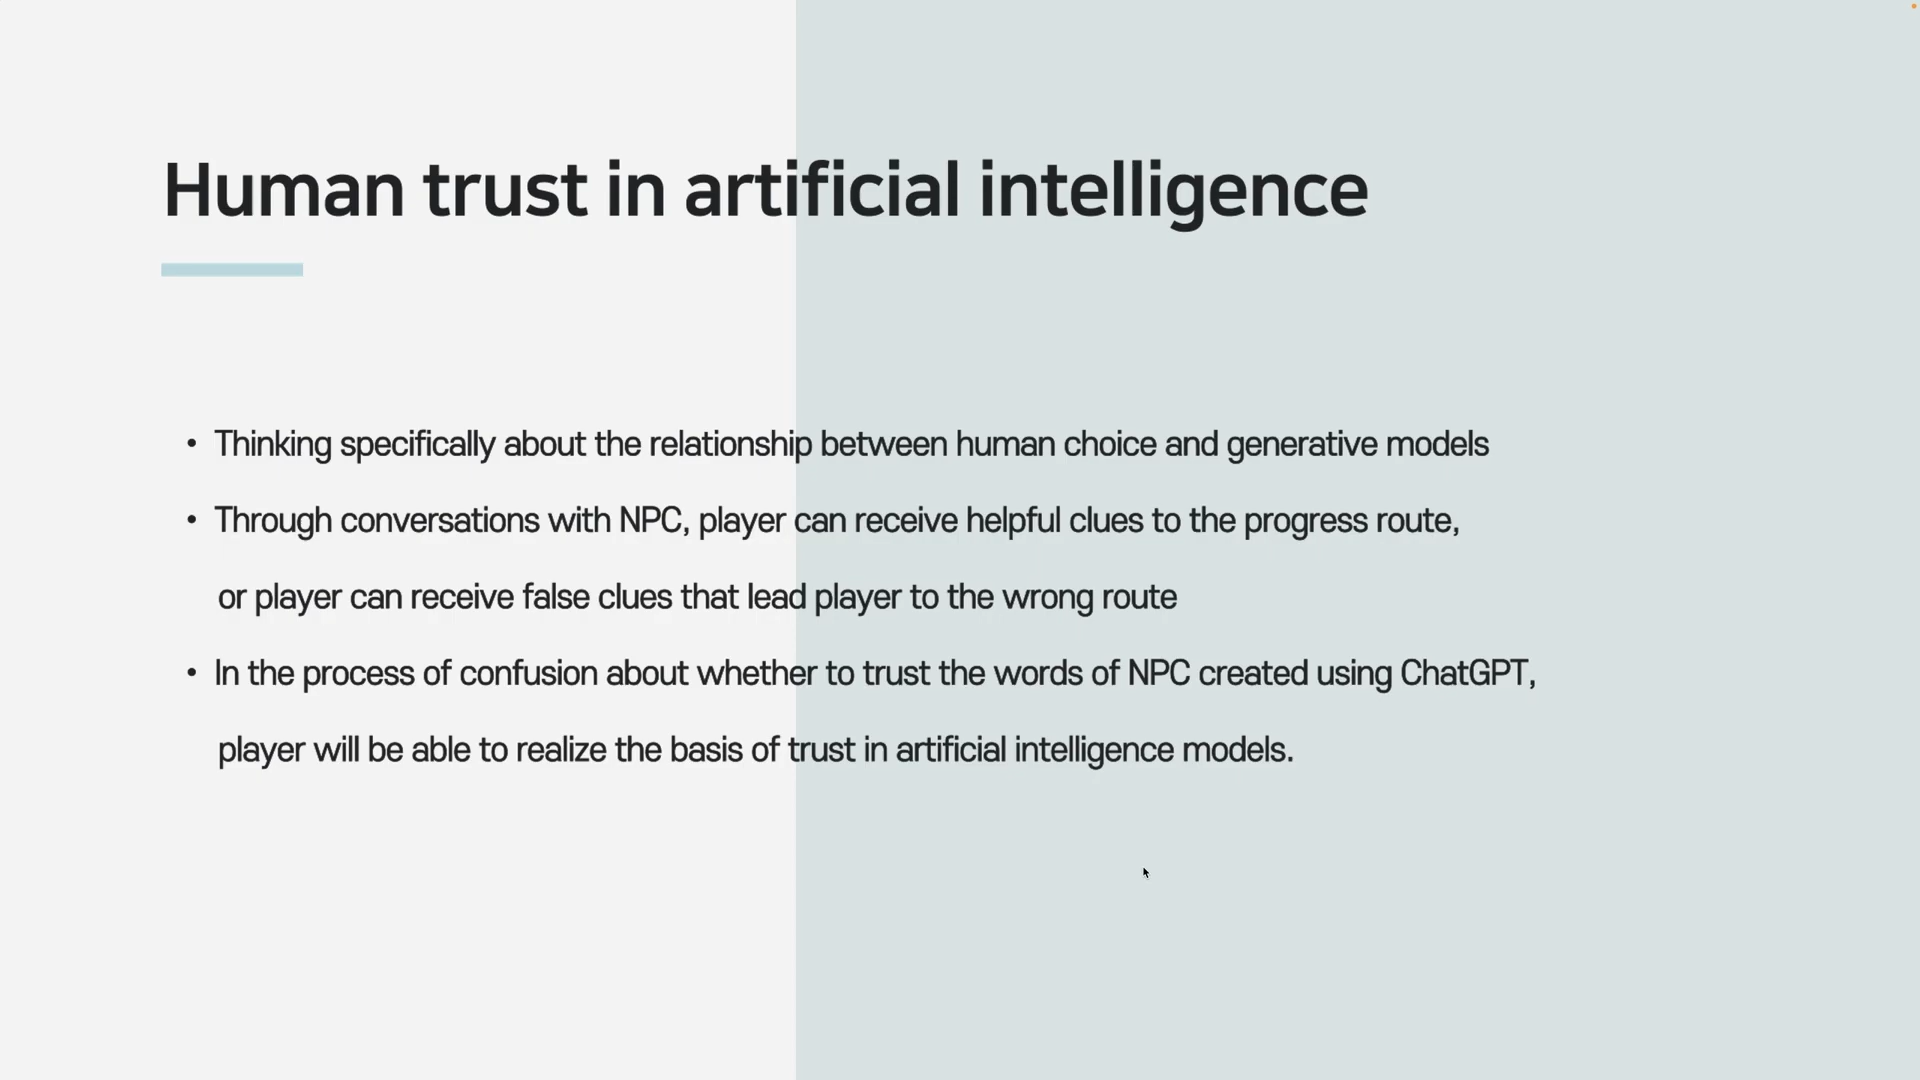 Human trust in artificial intelligence
• Thinking specifically about the relationship between human choice and generative models
• Through conversations with NPC, player can receive helpful clues to the progress route,
or player can receive false clues that lead player to the wrong route
• In the process of confusion about whether to trust the words of NPC created using ChatGPT,
player will be able to realize the basis of trust in artificial intelligence models.